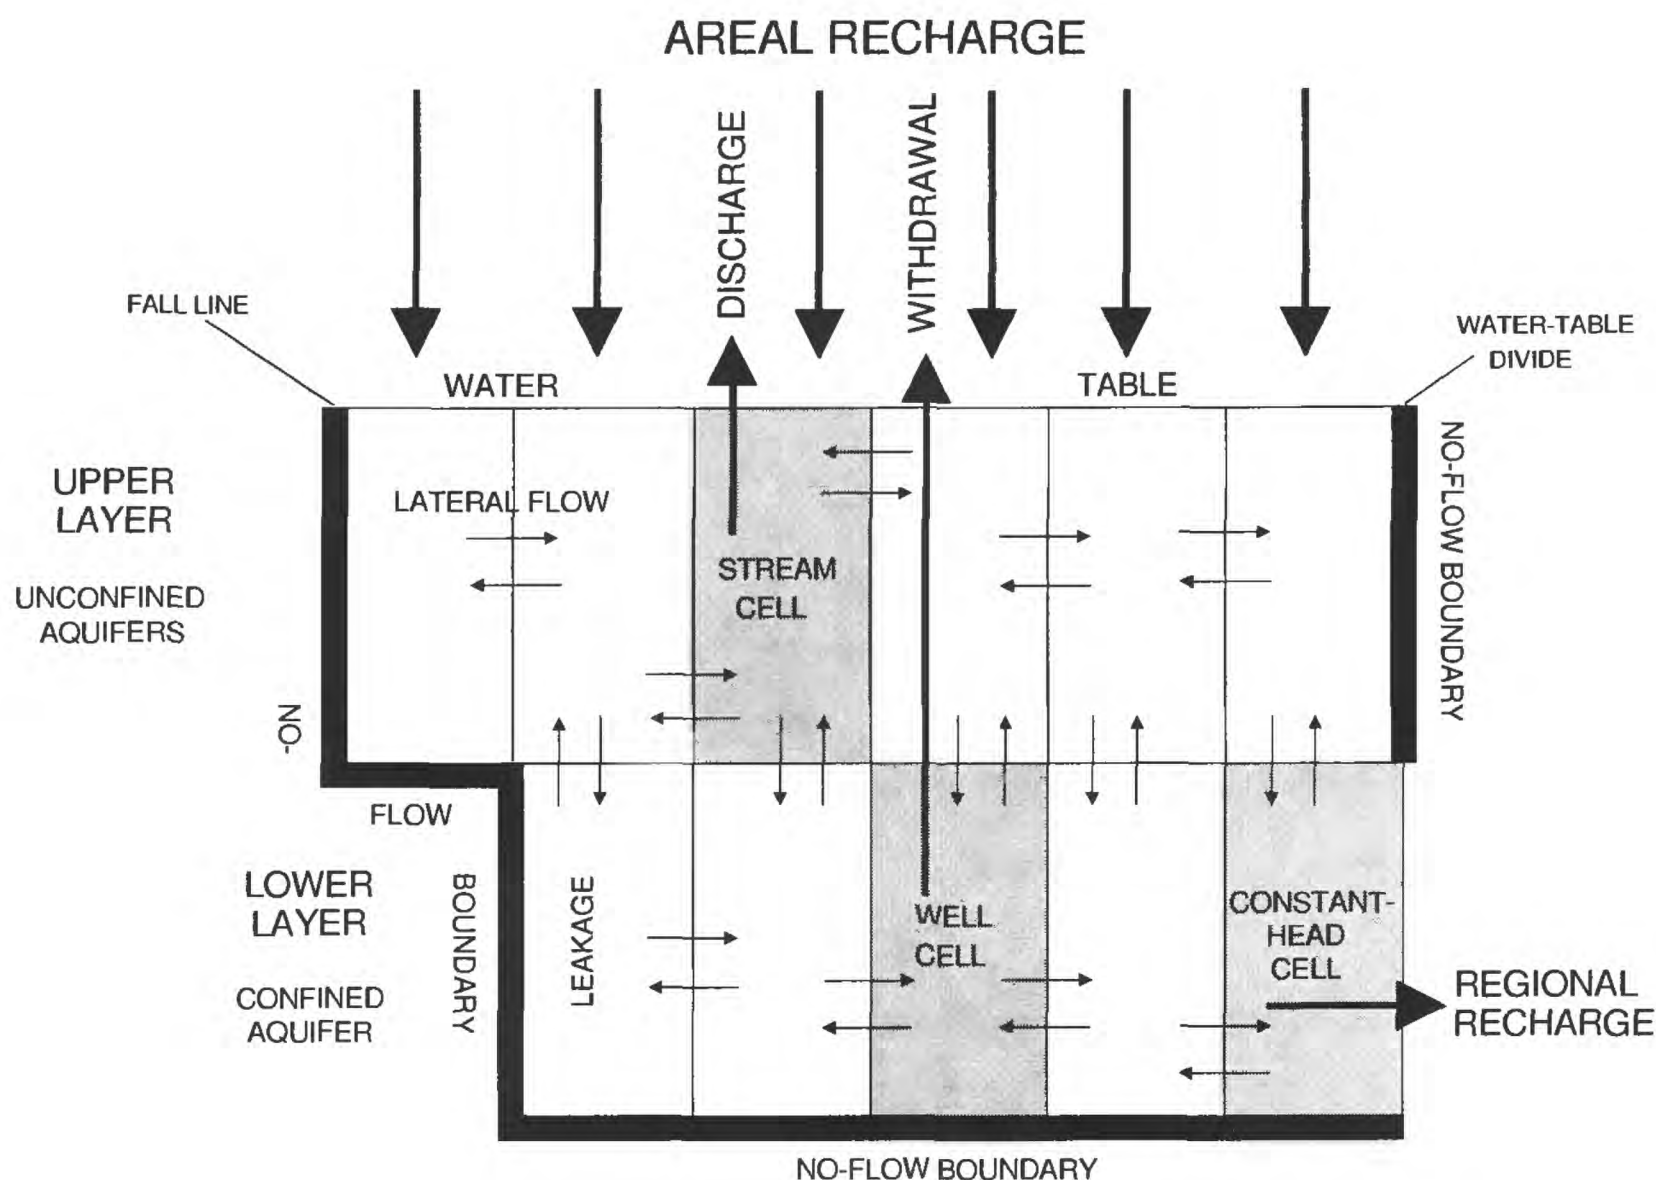 AREAL RECHARGE
DISCHARGE
WITHDRAWAL
FALL LINE
WATER-TABLE
DIVIDE
WATER
TABLE
UPPER
LAYER
UNCONFINED
AQUIFERS
LATERAL FLOW
STREAM
CELL
NO-FLOW BOUNDARY
NO-
FLOW
BOUNDARY
LOWER
LAYER
CONFINED
AQUIFER
LEAKAGE
WELL
CELL
CONSTANT-
HEAD
CELL
REGIONAL
RECHARGE
NO-FLOW BOUNDARY